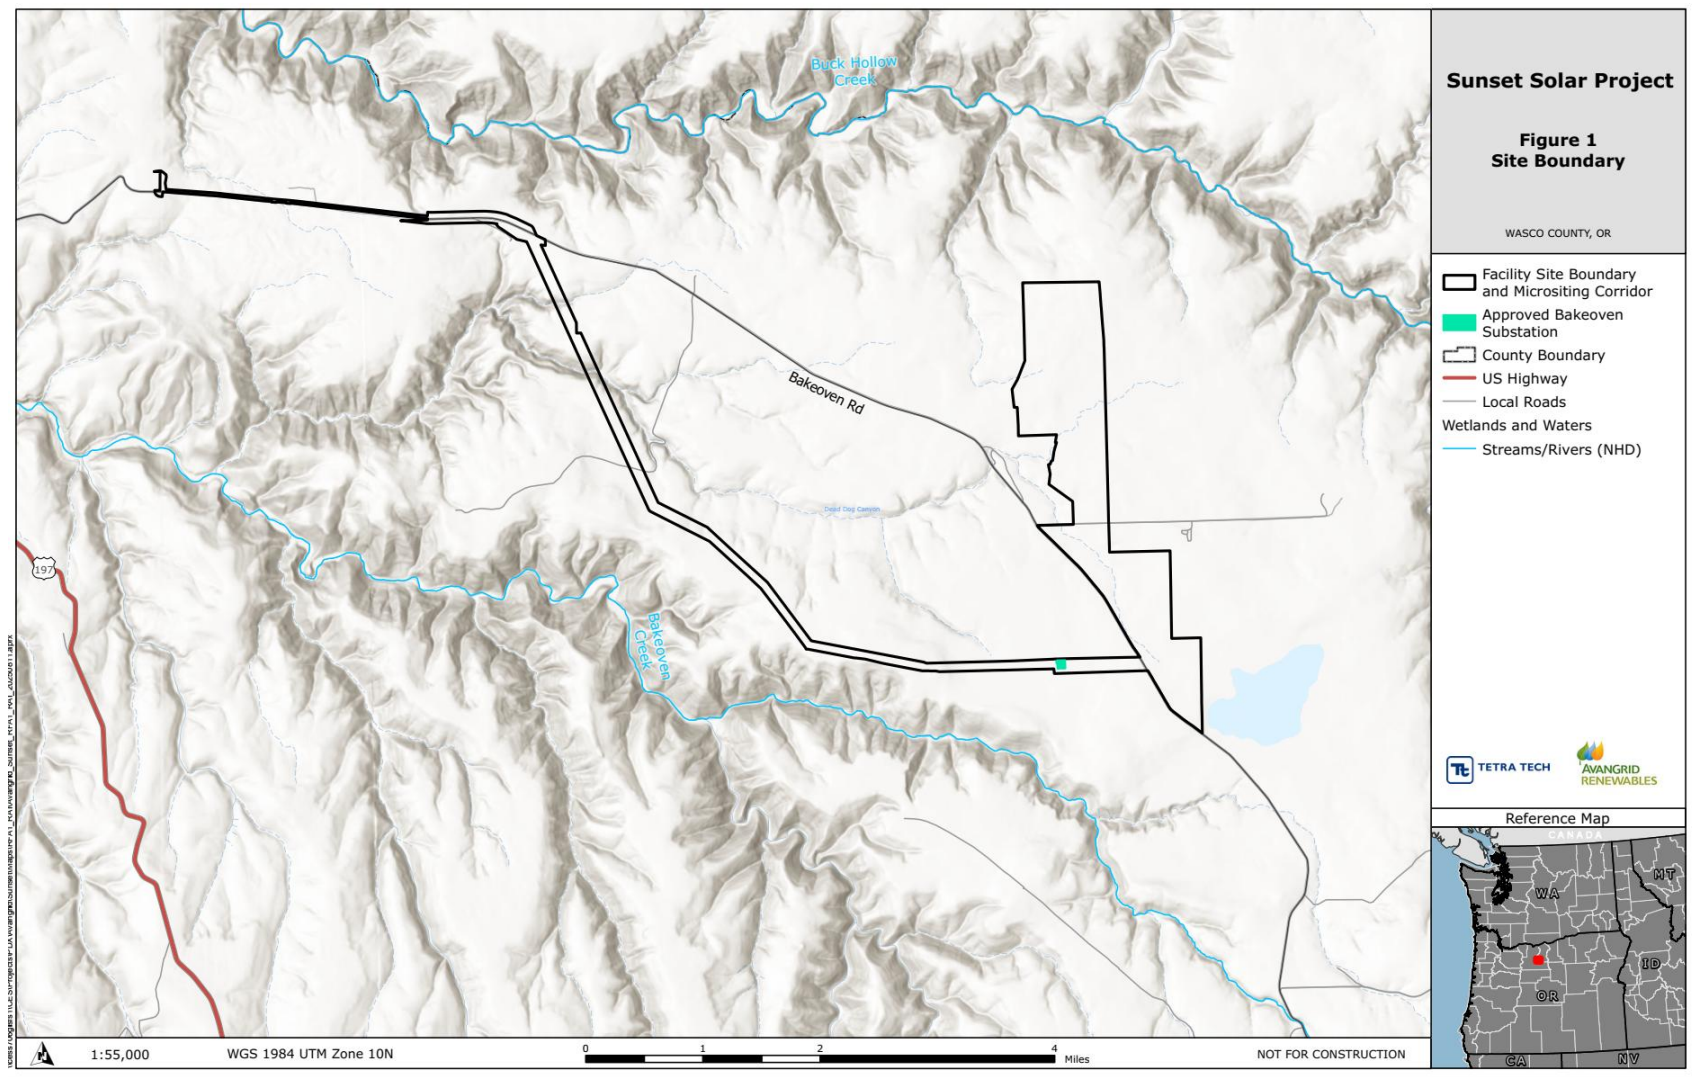 Buck Hollow
Creek
Bakeoven Rd
Dead Dog Canyon
197
Bakeoven
Creek
1:55,000
WGS 1984 UTM Zone 10N
0 1 2 4
Miles
NOT FOR CONSTRUCTION
Sunset Solar Project
Figure 1
Site Boundary
WASCO COUNTY, OR
Facility Site Boundary
and Micrositing Corridor
Approved Bakeoven
Substation
County Boundary
US Highway
Local Roads
Wetlands and Waters
Streams/Rivers (NHD)
Tt TETRA TECH
AVANGRID
RENEWABLES
Reference Map
CANADA
MT
WA
ID
OR
CA
NV
N